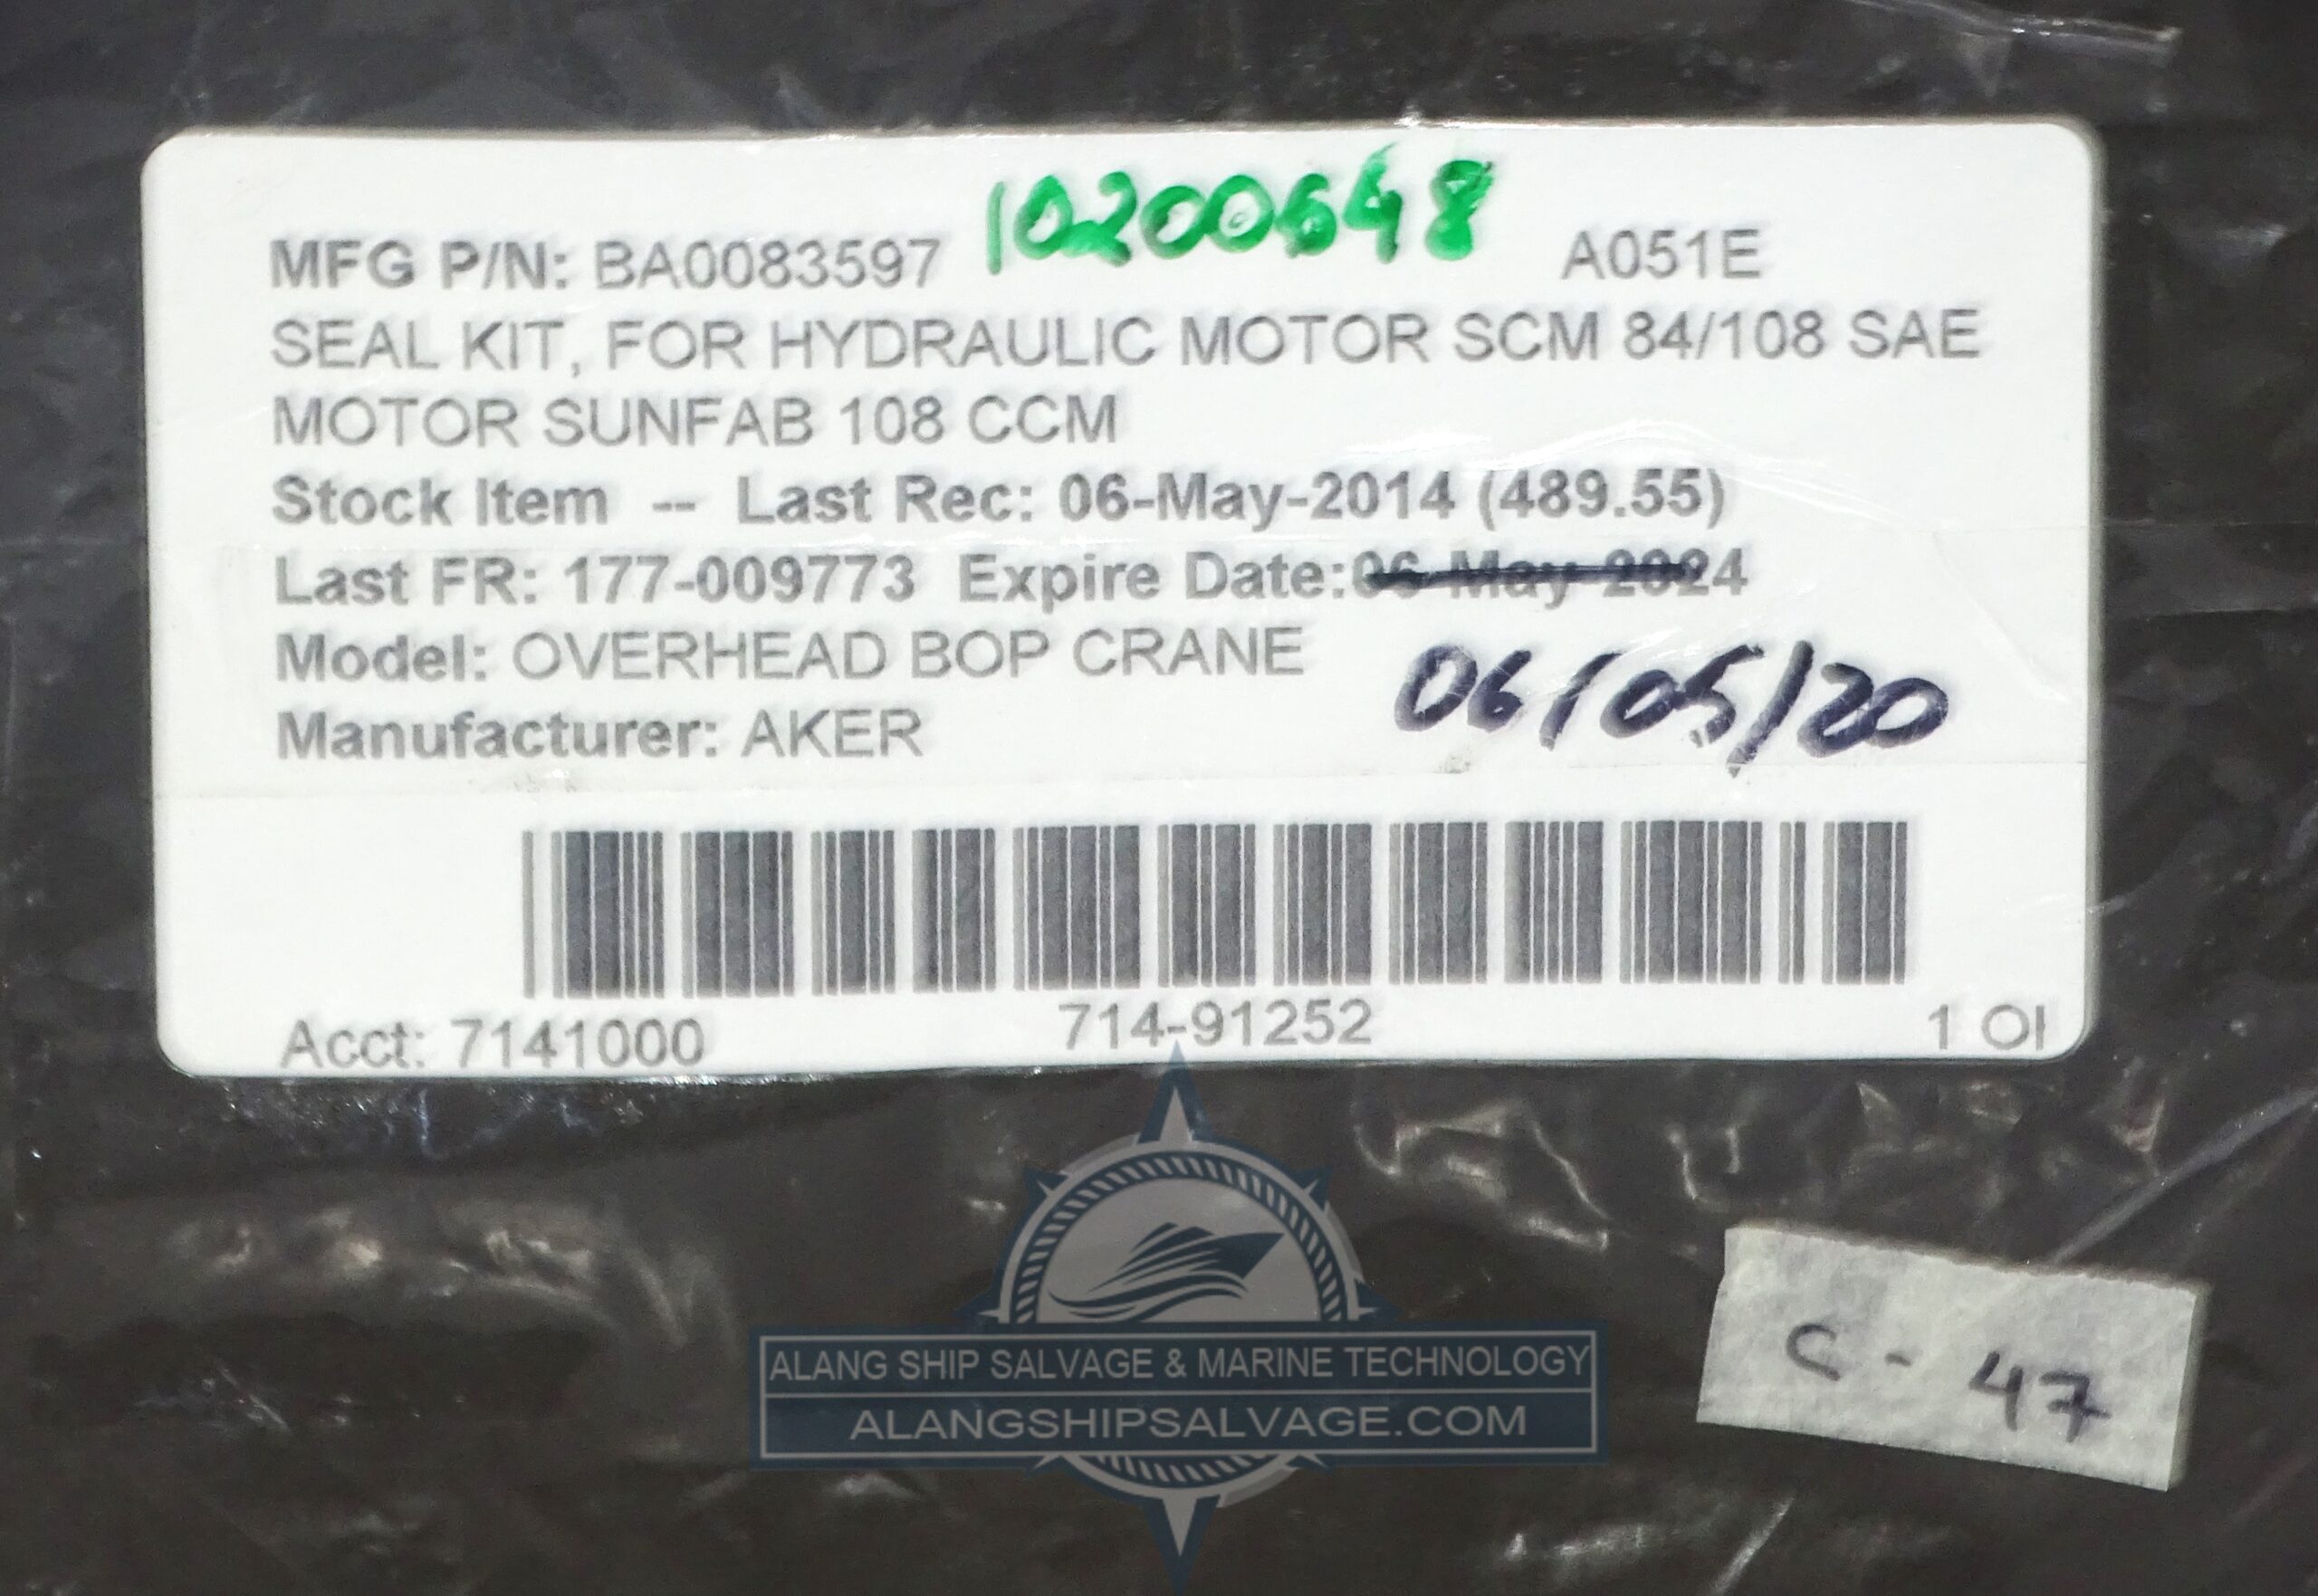 10200648
MFG P/N: BA0083597 A051E
SEAL KIT, FOR HYDRAULIC MOTOR SCM 84/108 SAE
MOTOR SUNFAB 108 CCM
Stock Item -- Last Rec: 06-May-2014 (489.55)
Last FR: 177-009773 Expire Date:06-May-2024
Model: OVERHEAD BOP CRANE
06/05/20
Manufacturer: AKER
Acct: 7141000 714-91252 1 OI
ALANG SHIP SALVAGE & MARINE TECHNOLOGY
ALANGSHIPSALVAGE.COM
C - 47